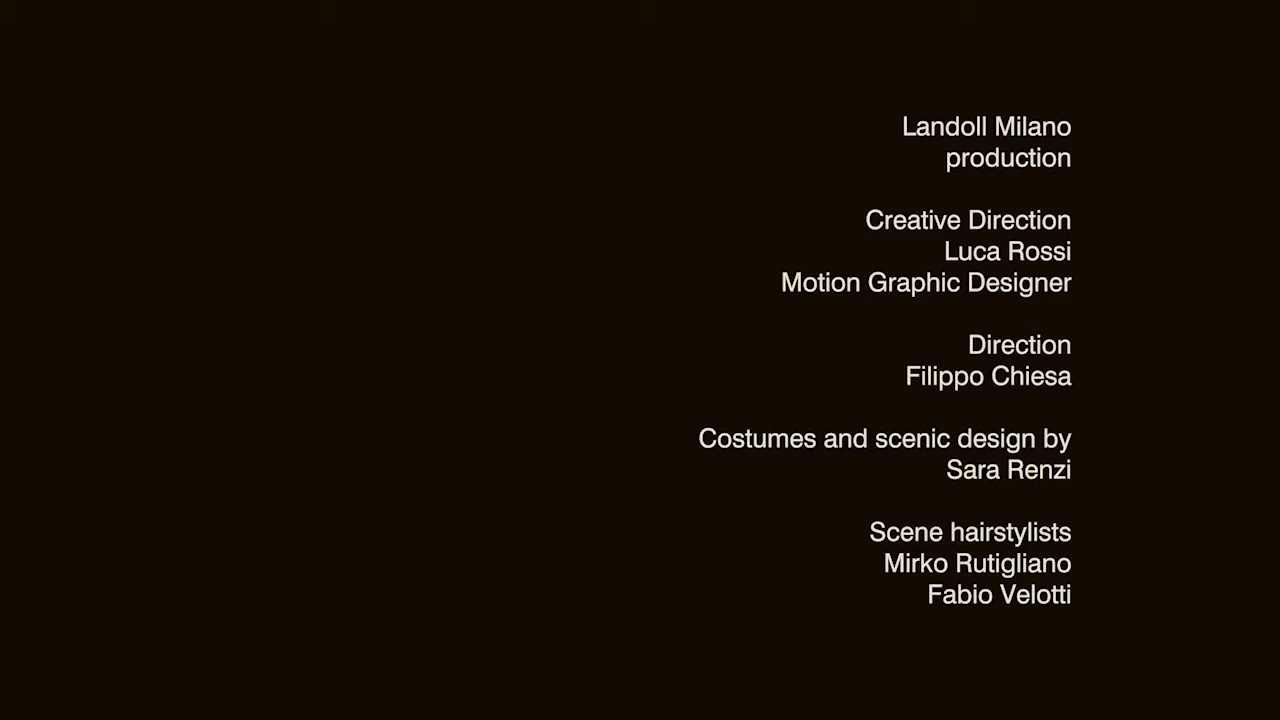 Landoll Milano
production
Creative Direction
Luca Rossi
Motion Graphic Designer
Direction
Filippo Chiesa
Costumes and scenic design by
Sara Renzi
Scene hairstylists
Mirko Rutigliano
Fabio Velotti